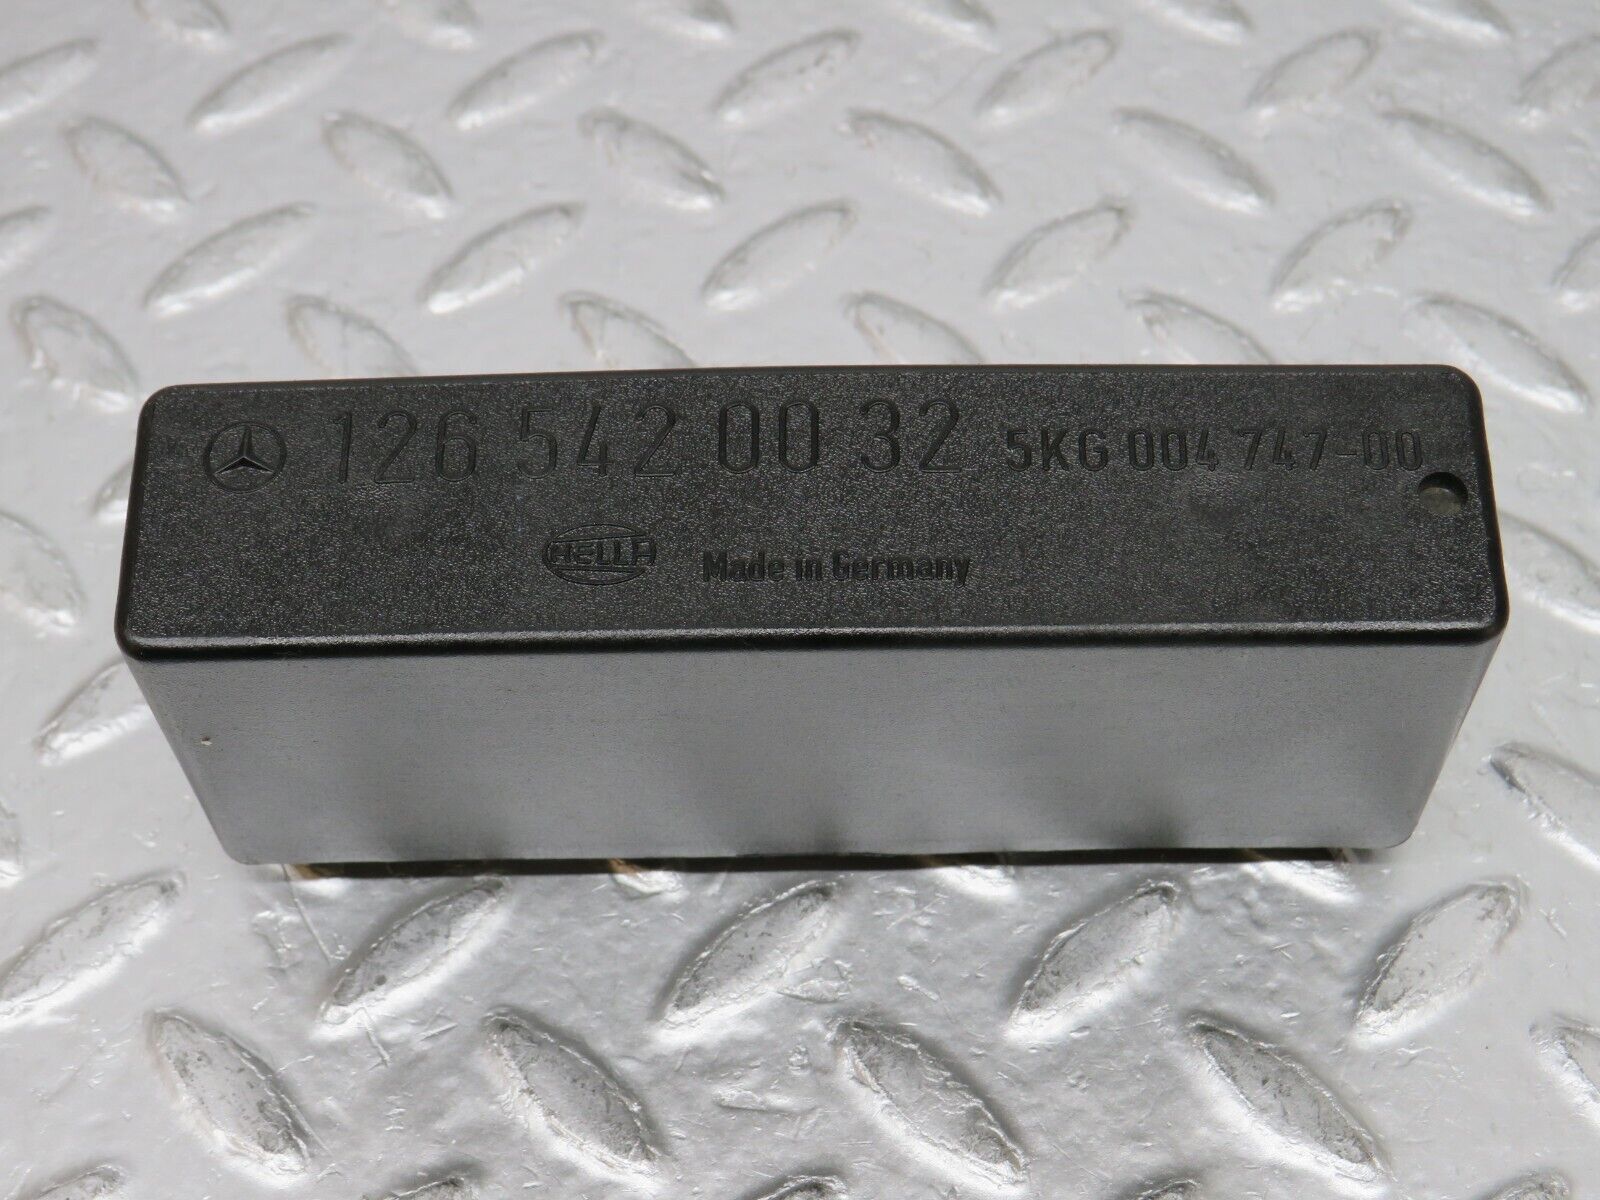 126 542 00 32 5KG 004 747-00
HELLA Made in Germany